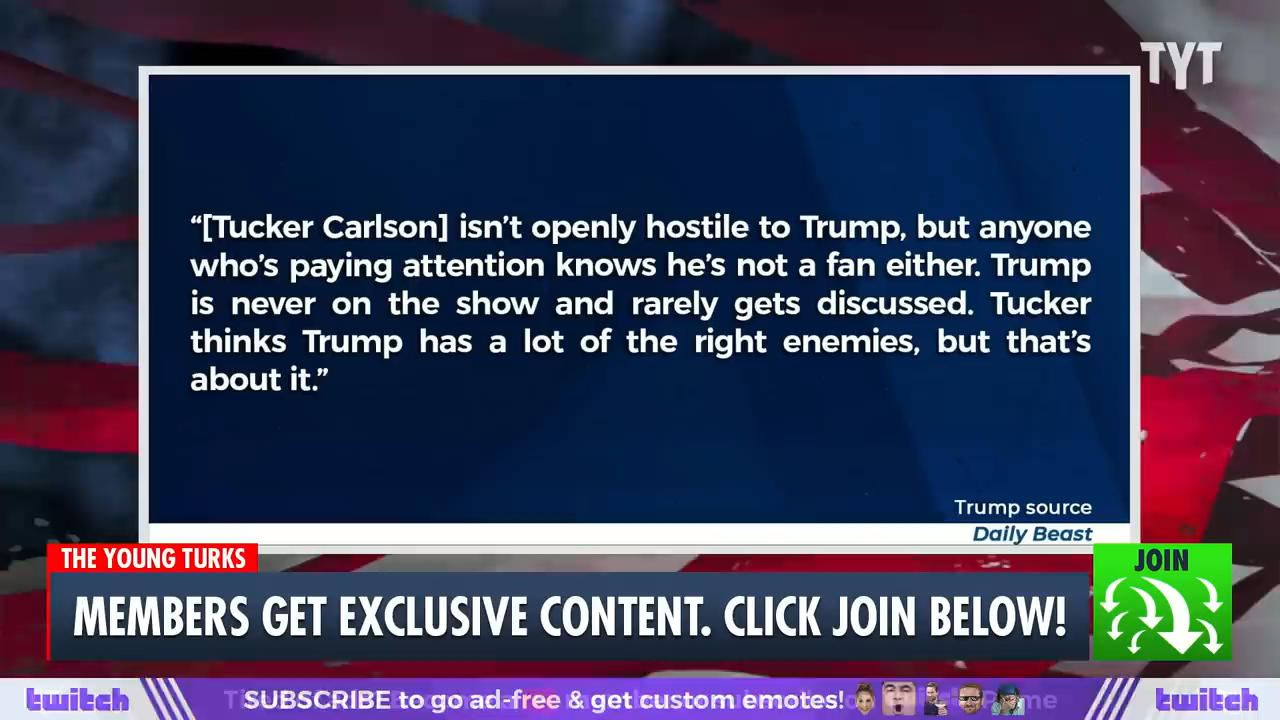 TYT
“[Tucker Carlson] isn’t openly hostile to Trump, but anyone
who’s paying attention knows he’s not a fan either. Trump
is never on the show and rarely gets discussed. Tucker
thinks Trump has a lot of the right enemies, but that’s
about it.”
Trump source
Daily Beast
THE YOUNG TURKS
JOIN
MEMBERS GET EXCLUSIVE CONTENT. CLICK JOIN BELOW!
twitch
SUBSCRIBE to go ad-free & get custom emotes!
twitch